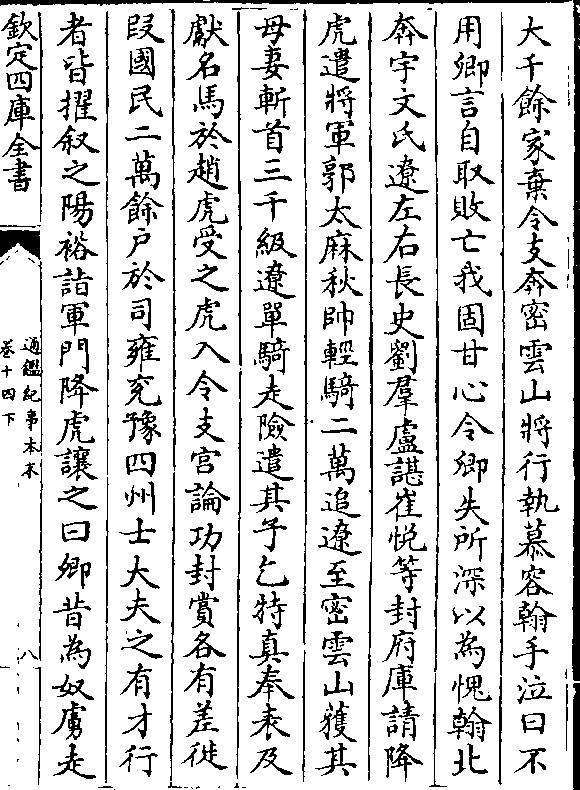 大千餘家棄令支奔密雲山將行執慕容翰手泣曰不
用卿言自取敗亡我固甘心令卿失所深以為愧翰北
奔宇文氏遼左右長史劉羣盧諶崔悅等封府庫請降
虎遣將軍郭太麻秋帥輕騎二萬追遼至密雲山獲其
母妻斬首三千級遼單騎走險遣其子乞特真奉表及
獻名馬於趙虎受之虎入令支宮論功封賞各有差徙
段國民二萬餘戶於司雍兖豫四州士大夫之有才行
者皆擢叙之陽裕詣軍門降虎讓之曰卿昔為奴虜走
欽定四庫全書
通鑑紀事本末
卷十四下
八